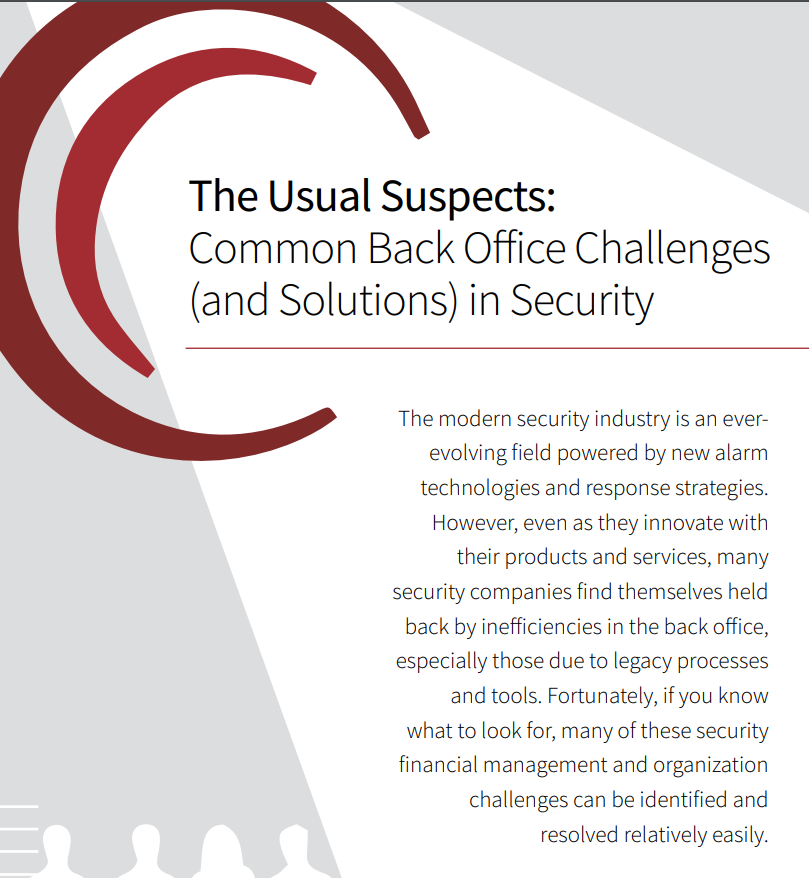 The Usual Suspects:
Common Back Office Challenges
(and Solutions) in Security
The modern security industry is an ever-
evolving field powered by new alarm
technologies and response strategies.
However, even as they innovate with
their products and services, many
security companies find themselves held
back by inefficiencies in the back office,
especially those due to legacy processes
and tools. Fortunately, if you know
what to look for, many of these security
financial management and organization
challenges can be identified and
resolved relatively easily.